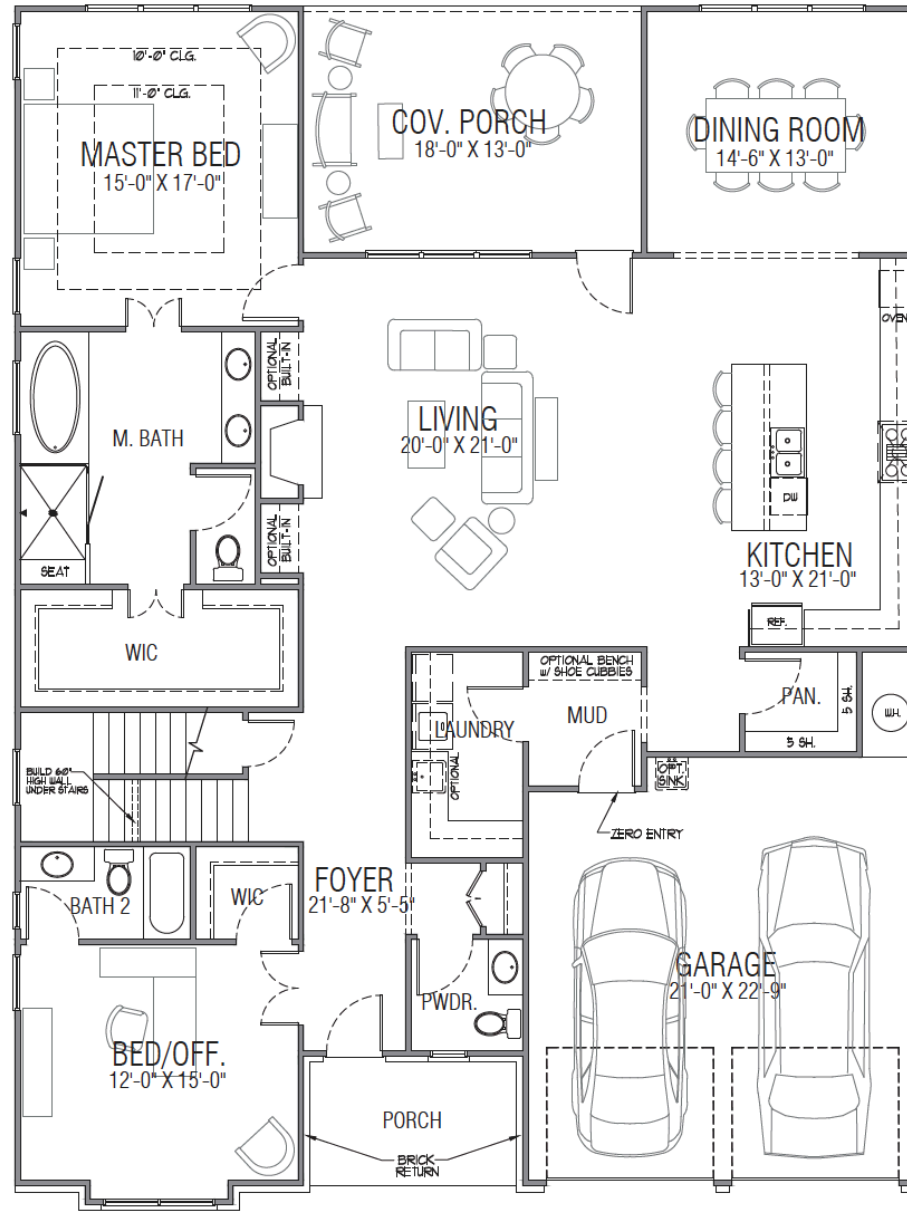 10'-0" CLG.
11'-0" CLG.
MASTER BED
15'-0" X 17'-0"
COV. PORCH
18'-0" X 13'-0"
DINING ROOM
14'-6" X 13'-0"
OVEN
OPTIONAL
BUILT-IN
LIVING
20'-0" X 21'-0"
M. BATH
DW
OPTIONAL
BUILT-IN
SEAT
KITCHEN
13'-0" X 21'-0"
REF.
WIC
OPTIONAL BENCH
W/ SHOE CUBBIES
LAUNDRY
MUD
PAN.
5 SH.
5 SH.
W.H.
BUILD 60"
HIGH WALL
UNDER STAIRS
OPTIONAL
OPT.
SINK
ZERO ENTRY
BATH 2
WIC
FOYER
21'-8" X 5'-5"
PWDR.
GARAGE
21'-0" X 22'-9"
BED/OFF.
12'-0" X 15'-0"
PORCH
BRICK
RETURN